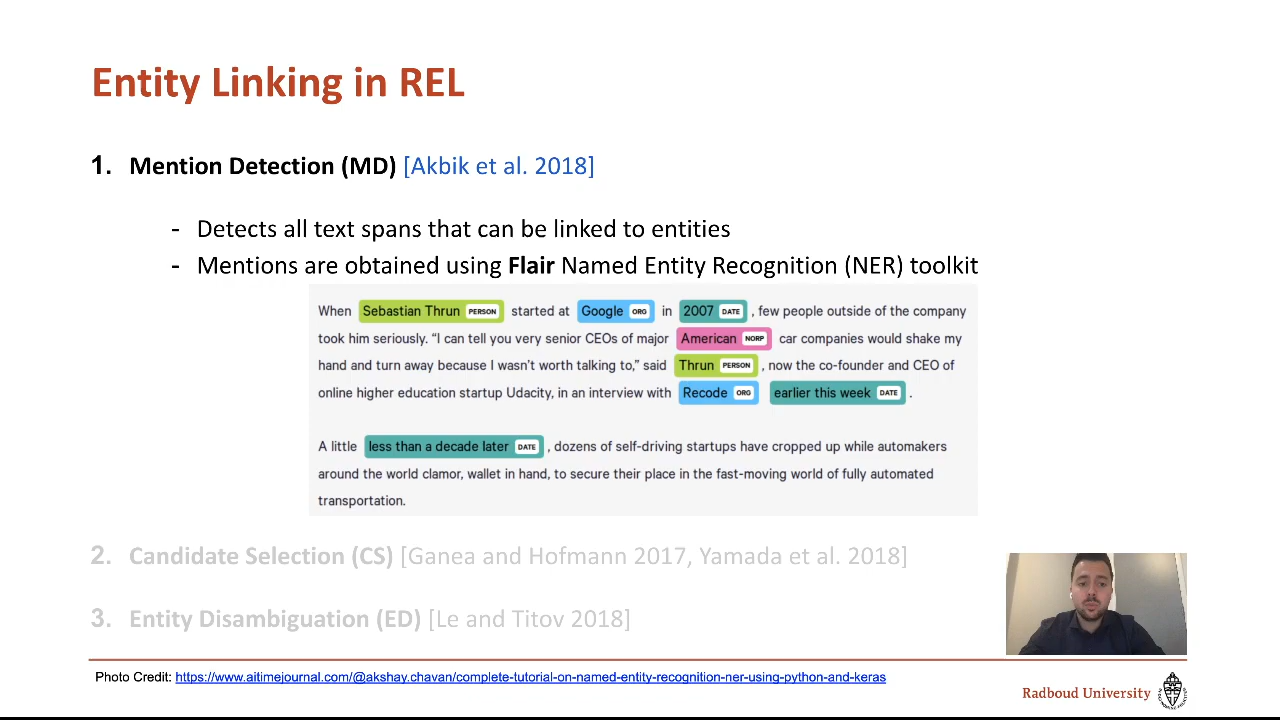 Entity Linking in REL
1. Mention Detection (MD) [Akbik et al. 2018]
- Detects all text spans that can be linked to entities
- Mentions are obtained using Flair Named Entity Recognition (NER) toolkit
When Sebastian Thrun PERSON started at Google ORG in 2007 DATE , few people outside of the company
took him seriously. “I can tell you very senior CEOs of major American NORP car companies would shake my
hand and turn away because I wasn’t worth talking to,” said Thrun PERSON , now the co-founder and CEO of
online higher education startup Udacity, in an interview with Recode ORG earlier this week DATE .
A little less than a decade later DATE , dozens of self-driving startups have cropped up while automakers
around the world clamor, wallet in hand, to secure their place in the fast-moving world of fully automated
transportation.
2. Candidate Selection (CS) [Ganea and Hofmann 2017, Yamada et al. 2018]
3. Entity Disambiguation (ED) [Le and Titov 2018]
Photo Credit: https://www.aitimejournal.com/@akshay.chavan/complete-tutorial-on-named-entity-recognition-ner-using-python-and-keras
Radboud University